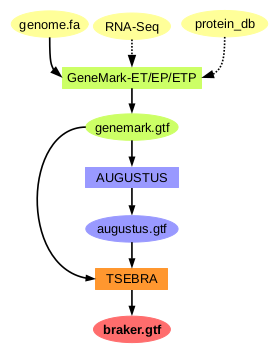 genome.fa
RNA-Seq
protein_db
GeneMark-ET/EP/ETP
genemark.gtf
AUGUSTUS
augustus.gtf
TSEBRA
braker.gtf